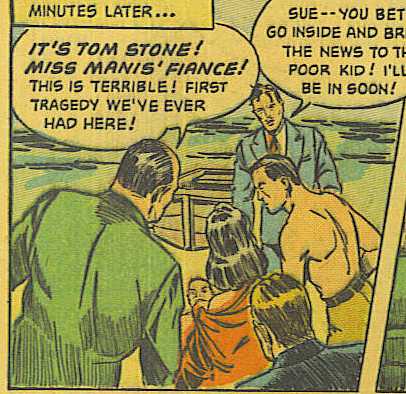 MINUTES LATER...
IT'S TOM STONE!
MISS MANIS' FIANCE!
THIS IS TERRIBLE! FIRST
TRAGEDY WE'VE EVER
HAD HERE!
SUE--YOU BET
GO INSIDE AND BR
THE NEWS TO TH
POOR KID! I'LL
BE IN SOON!